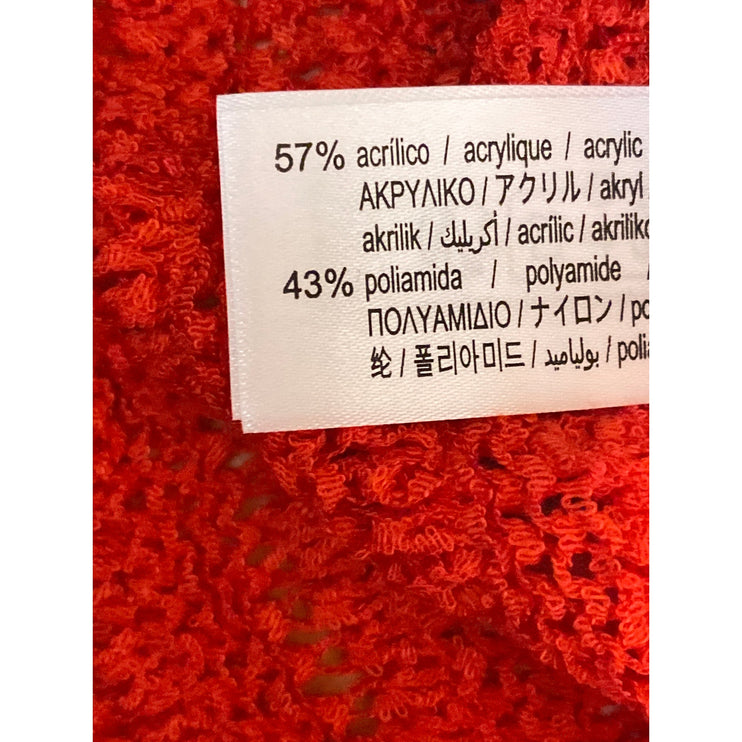 57% acrílico / acrylique / acrylic
ΑΚΡΥΛΙΚΟ / アクリル / akryl
akrilik / أكريليك / acrílic / akrilik
43% poliamida / polyamide /
ΠΟΛΥΑΜΙΔΙΟ / ナイロン /
纶 / 폴리아미드 / بولياميد /